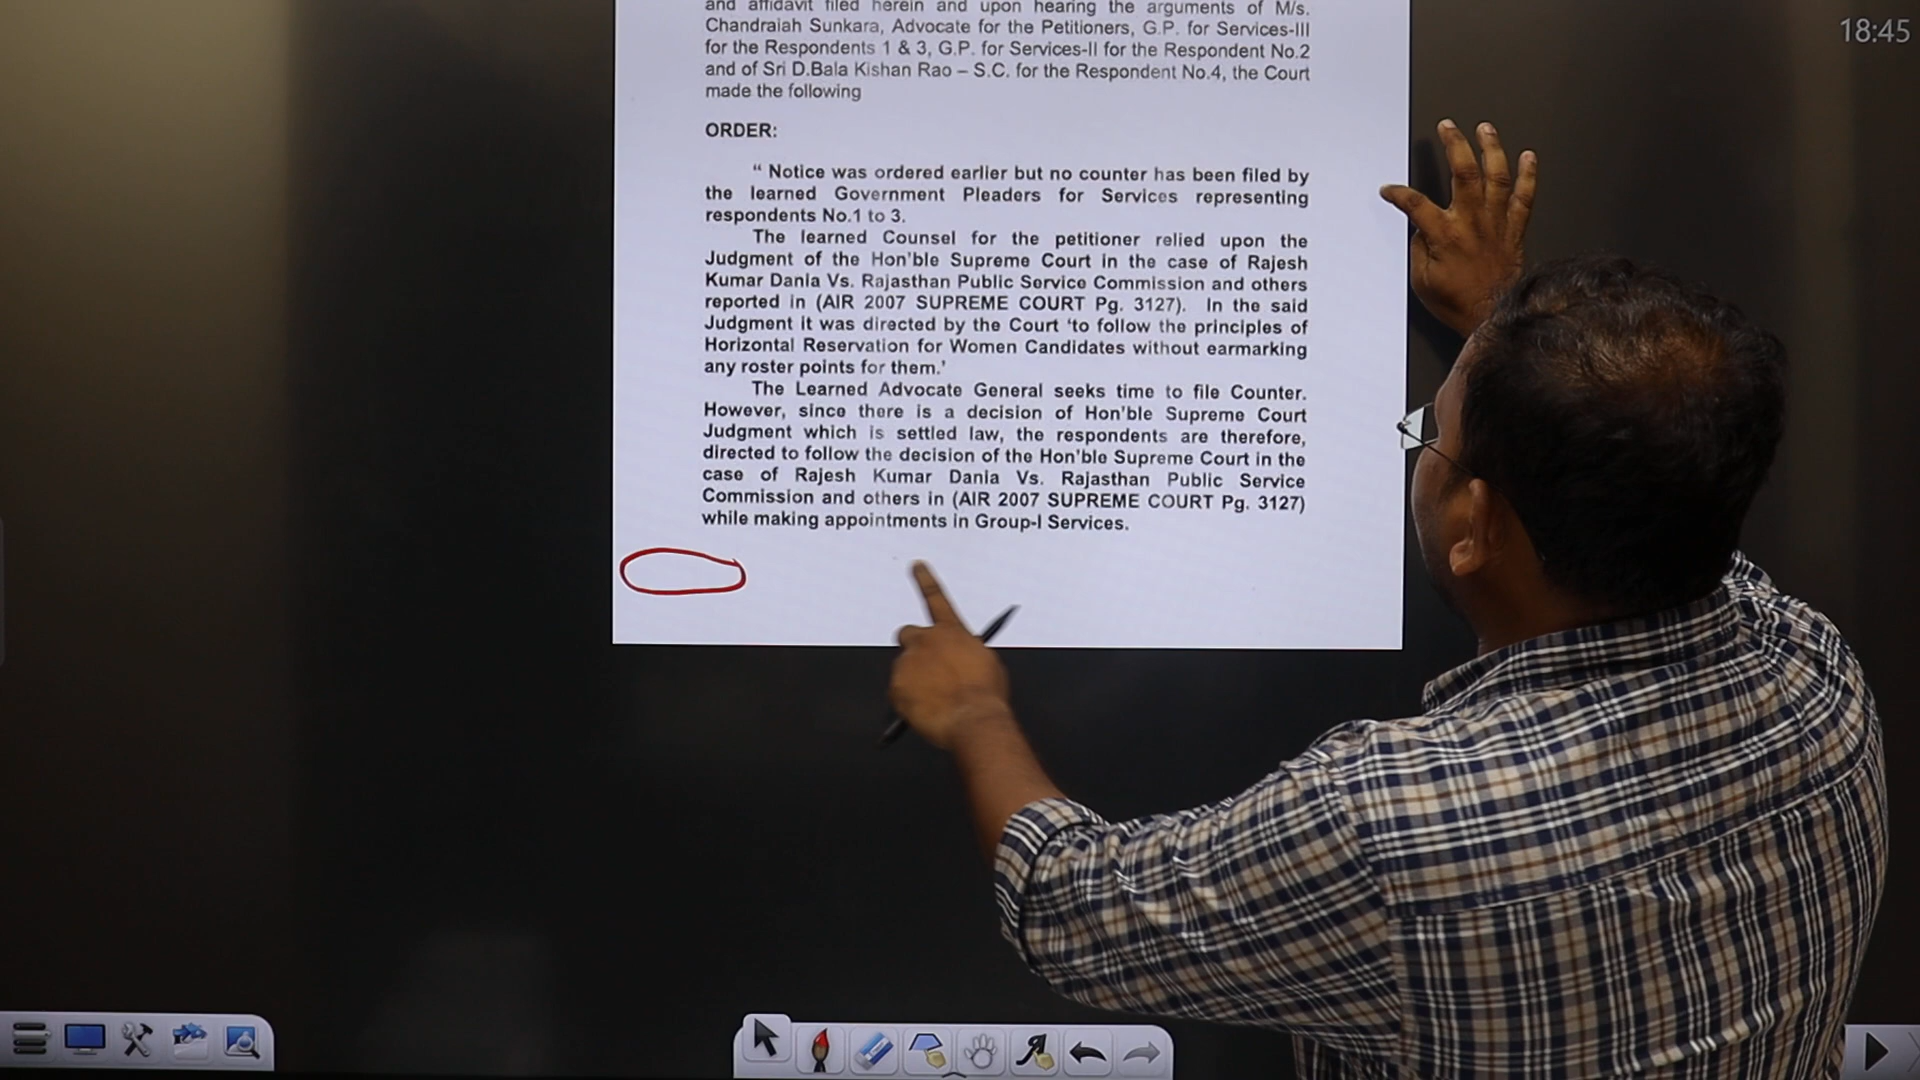 and affidavit filed herein and upon hearing the arguments of M/s.
Chandraiah Sunkara, Advocate for the Petitioners, G.P. for Services-III
for the Respondents 1 & 3, G.P. for Services-II for the Respondent No.2
and of Sri D.Bala Kishan Rao – S.C. for the Respondent No.4, the Court
made the following
ORDER:
“ Notice was ordered earlier but no counter has been filed by
the learned Government Pleaders for Services representing
respondents No.1 to 3.
The learned Counsel for the petitioner relied upon the
Judgment of the Hon’ble Supreme Court in the case of Rajesh
Kumar Dania Vs. Rajasthan Public Service Commission and others
reported in (AIR 2007 SUPREME COURT Pg. 3127). In the said
Judgment it was directed by the Court ‘to follow the principles of
Horizontal Reservation for Women Candidates without earmarking
any roster points for them.’
The Learned Advocate General seeks time to file Counter.
However, since there is a decision of Hon’ble Supreme Court
Judgment which is settled law, the respondents are therefore,
directed to follow the decision of the Hon’ble Supreme Court in the
case of Rajesh Kumar Dania Vs. Rajasthan Public Service
Commission and others in (AIR 2007 SUPREME COURT Pg. 3127)
while making appointments in Group-I Services.
18:45